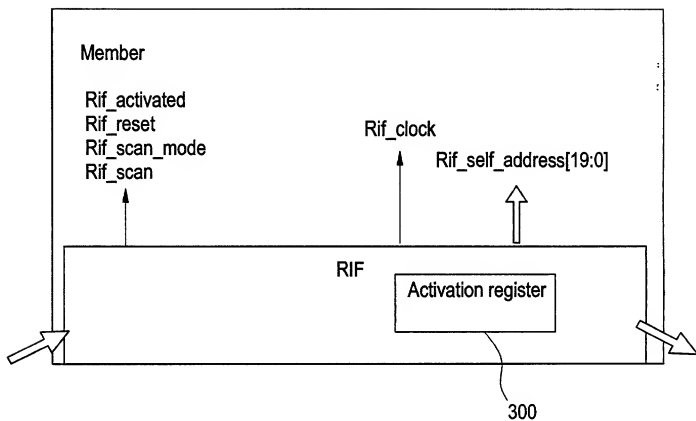 Member
Rif_activated
Rif_reset
Rif_scan_mode
Rif_scan
Rif_clock
Rif_self_address[19:0]
RIF
Activation register
300